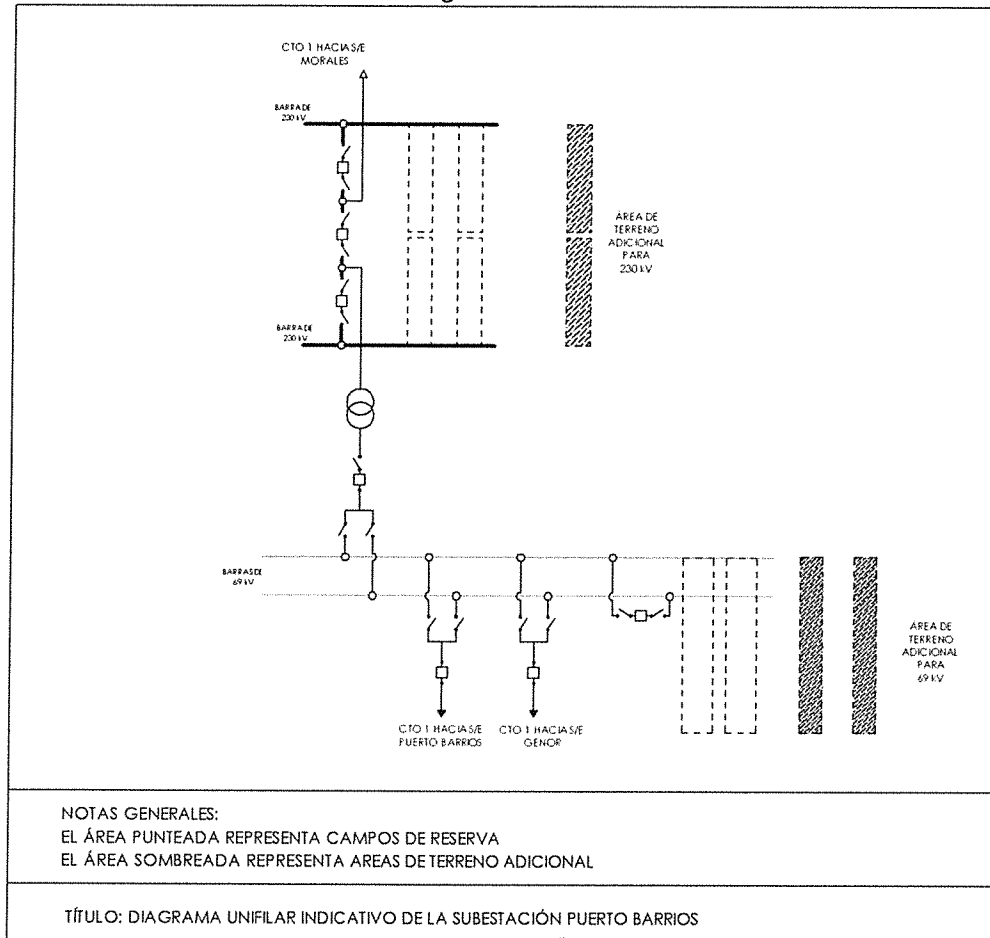 CTO 1 HACIA S/E
MORALES
BARRA DE
230 kV
ÁREA DE
TERRENO
ADICIONAL
PARA
230 kV
BARRA DE
230 kV
BARRAS DE
69 kV
ÁREA DE
TERRENO
ADICIONAL
PARA
69 kV
CTO 1 HACIA S/E
PUERTO BARRIOS
CTO 1 HACIA S/E
GENOR
NOTAS GENERALES:
EL ÁREA PUNTEADA REPRESENTA CAMPOS DE RESERVA
EL ÁREA SOMBREADA REPRESENTA AREAS DE TERRENO ADICIONAL
TÍTULO: DIAGRAMA UNIFILAR INDICATIVO DE LA SUBESTACIÓN PUERTO BARRIOS